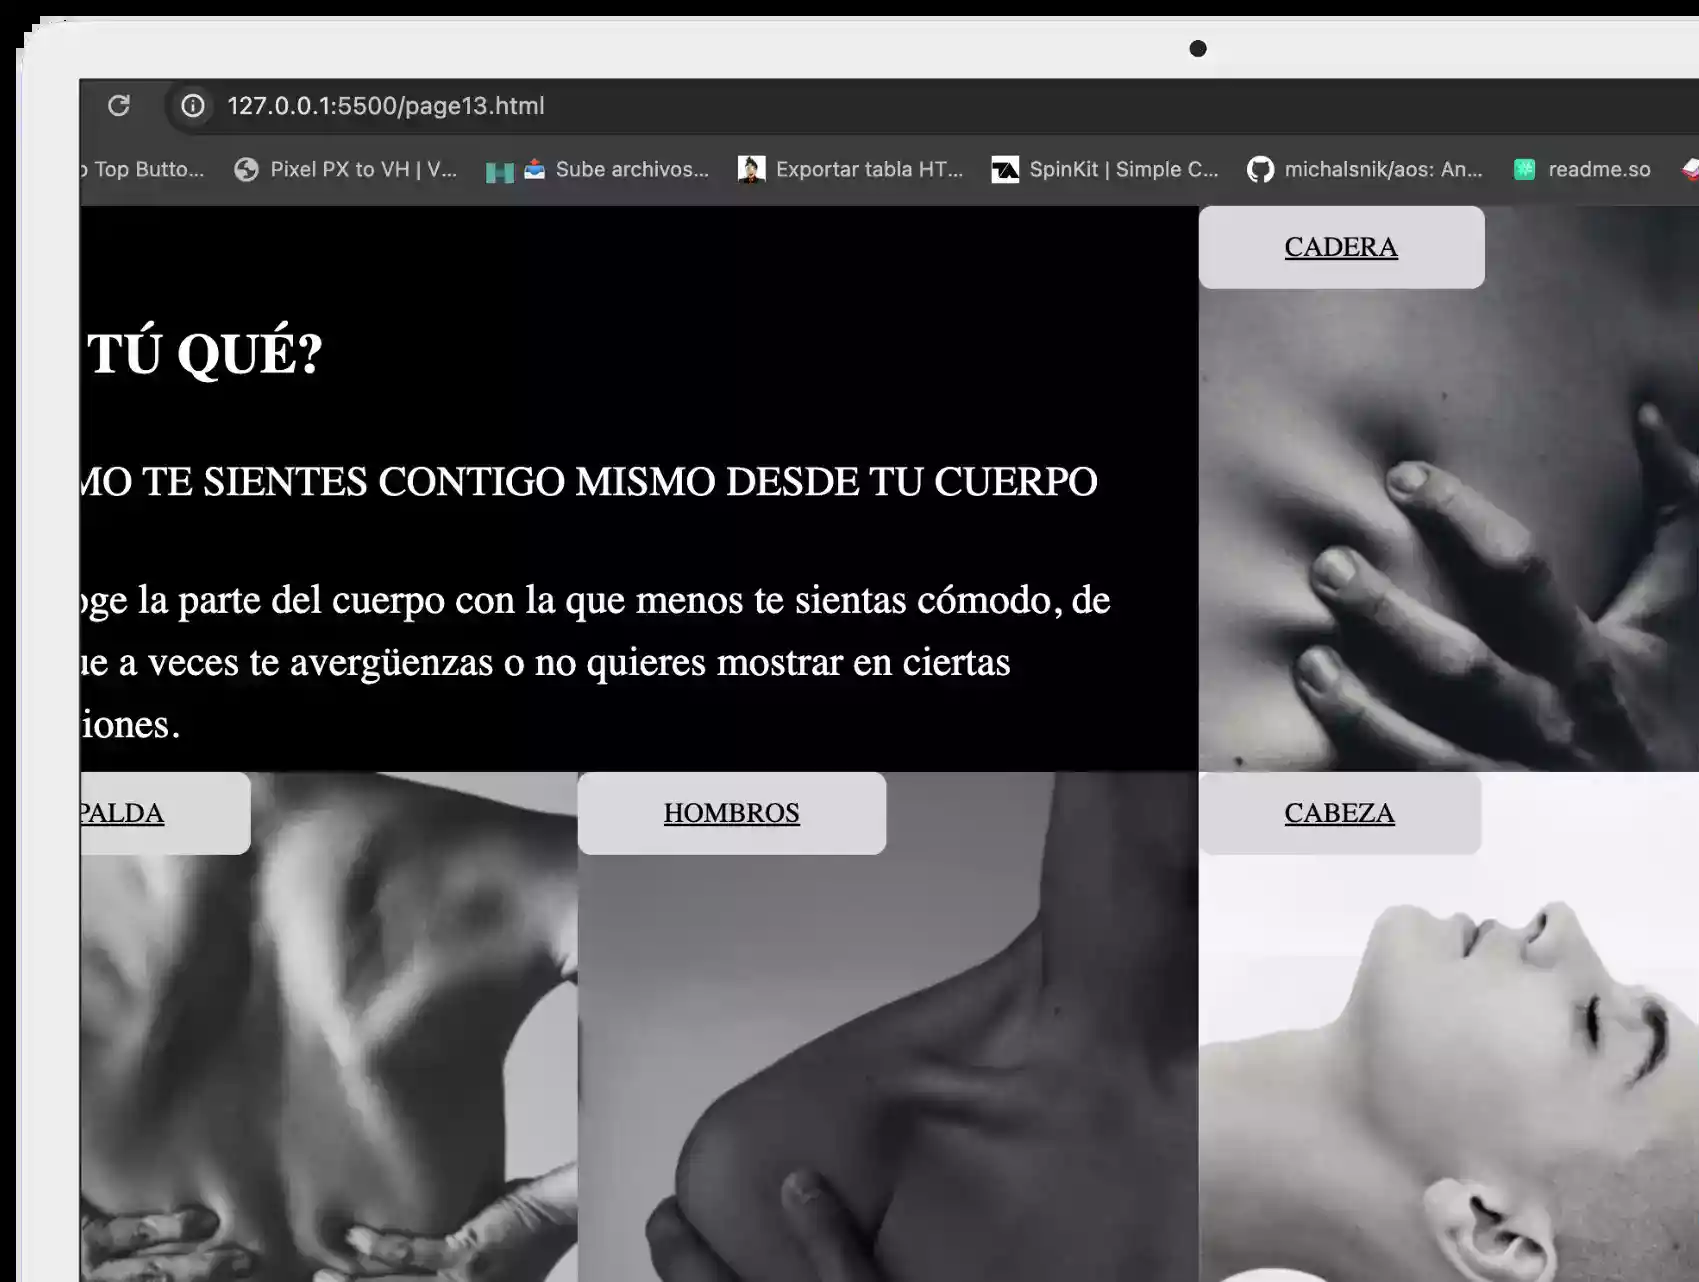 127.0.0.1:5500/page13.html
Top Butto... Pixel PX to VH | V... Sube archivos... Exportar tabla HT... SpinKit | Simple C... michalsnik/aos: An... readme.so
CADERA
TÚ QUÉ?
MO TE SIENTES CONTIGO MISMO DESDE TU CUERPO
oge la parte del cuerpo con la que menos te sientas cómodo, de
ue a veces te avergüenzas o no quieres mostrar en ciertas
iones.
PALDA
HOMBROS
CABEZA